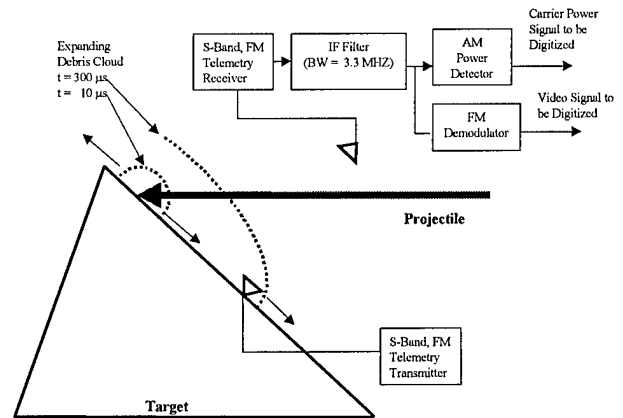 Expanding
Debris Cloud
t = 300 µs
t = 10 µs
S-Band, FM
Telemetry
Receiver
IF Filter
(BW = 3.3 MHZ)
AM
Power
Detector
Carrier Power
Signal to be
Digitized
FM
Demodulator
Video Signal to
be Digitized
Projectile
S-Band, FM
Telemetry
Transmitter
Target